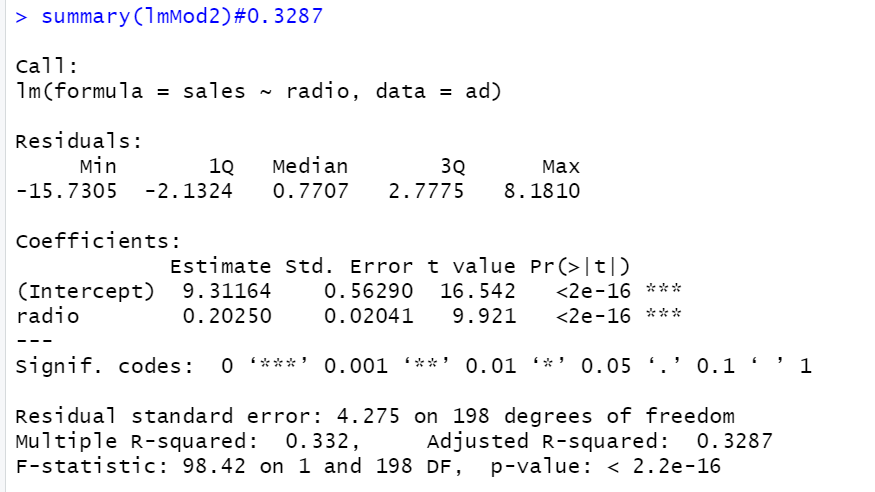 > summary(lmMod2)#0.3287
Call:
lm(formula = sales ~ radio, data = ad)
Residuals:
     Min       1Q   Median       3Q      Max
-15.7305  -2.1324   0.7707   2.7775   8.1810
Coefficients:
            Estimate Std. Error t value Pr(>|t|)
(Intercept)  9.31164    0.56290  16.542   <2e-16 ***
radio        0.20250    0.02041   9.921   <2e-16 ***
---
Signif. codes:  0 ‘***’ 0.001 ‘**’ 0.01 ‘*’ 0.05 ‘.’ 0.1 ‘ ’ 1
Residual standard error: 4.275 on 198 degrees of freedom
Multiple R-squared:  0.332,	Adjusted R-squared:  0.3287
F-statistic: 98.42 on 1 and 198 DF,  p-value: < 2.2e-16